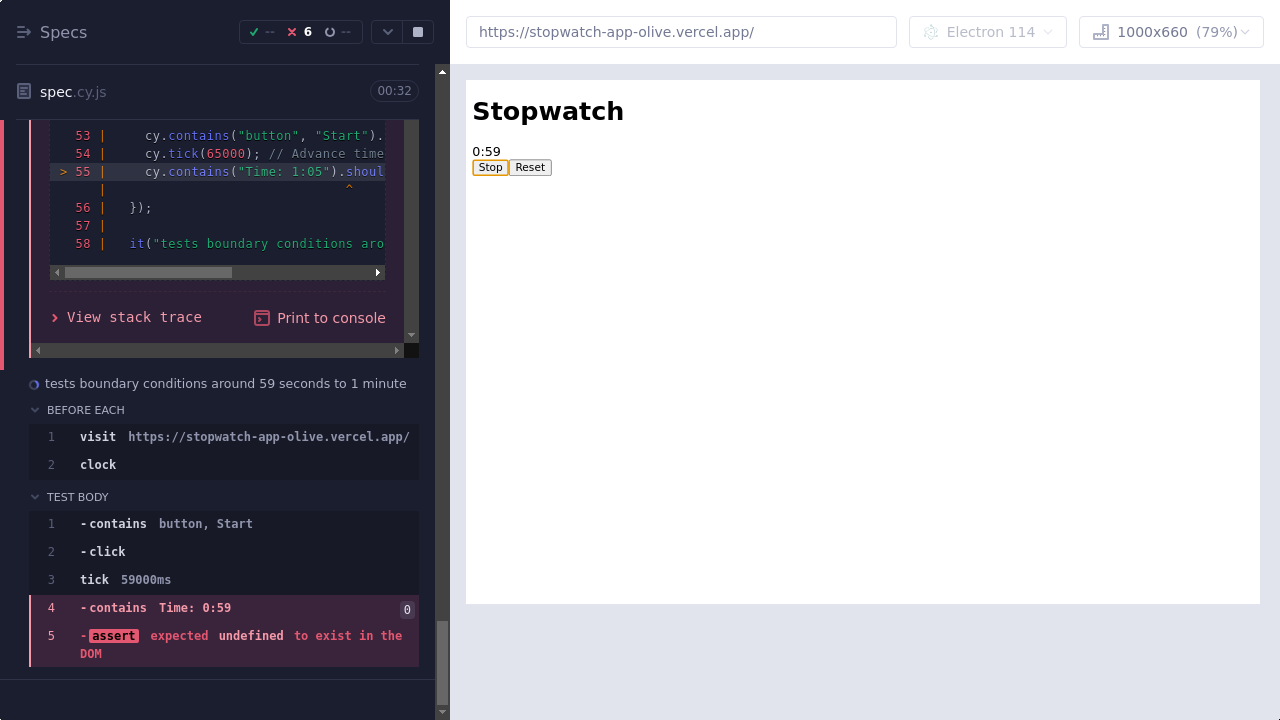 Specs
-- 6 --
https://stopwatch-app-olive.vercel.app/
Electron 114
1000x660 (79%)
spec.cy.js
00:32
53 | cy.contains("button", "Start").
54 | cy.tick(65000); // Advance time
> 55 | cy.contains("Time: 1:05").shoul
| ^
56 | });
57 |
58 | it("tests boundary conditions aro
View stack trace
Print to console
tests boundary conditions around 59 seconds to 1 minute
BEFORE EACH
1 visit https://stopwatch-app-olive.vercel.app/
2 clock
TEST BODY
1 -contains button, Start
2 -click
3 tick 59000ms
4 -contains Time: 0:59 0
5 -assert expected undefined to exist in the
DOM
Stopwatch
0:59
Stop Reset